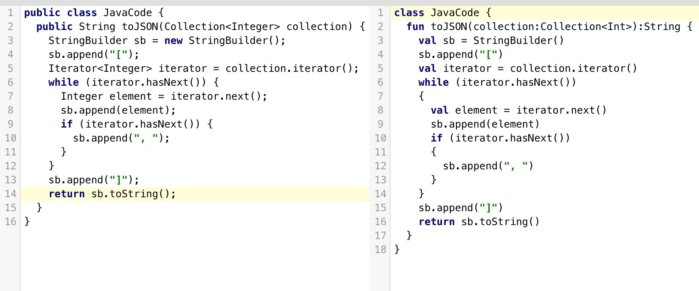 1 public class JavaCode {
2 public String toJSON(Collection<Integer> collection) {
3 StringBuilder sb = new StringBuilder();
4 sb.append("[");
5 Iterator<Integer> iterator = collection.iterator();
6 while (iterator.hasNext()) {
7 Integer element = iterator.next();
8 sb.append(element);
9 if (iterator.hasNext()) {
10 sb.append(", ");
11 }
12 }
13 sb.append("]");
14 return sb.toString();
15 }
16 }
1 class JavaCode {
2 fun toJSON(collection:Collection<Int>):String {
3 val sb = StringBuilder()
4 sb.append("[")
5 val iterator = collection.iterator()
6 while (iterator.hasNext())
7 {
8 val element = iterator.next()
9 sb.append(element)
10 if (iterator.hasNext())
11 {
12 sb.append(", ")
13 }
14 }
15 sb.append("]")
16 return sb.toString()
17 }
18 }